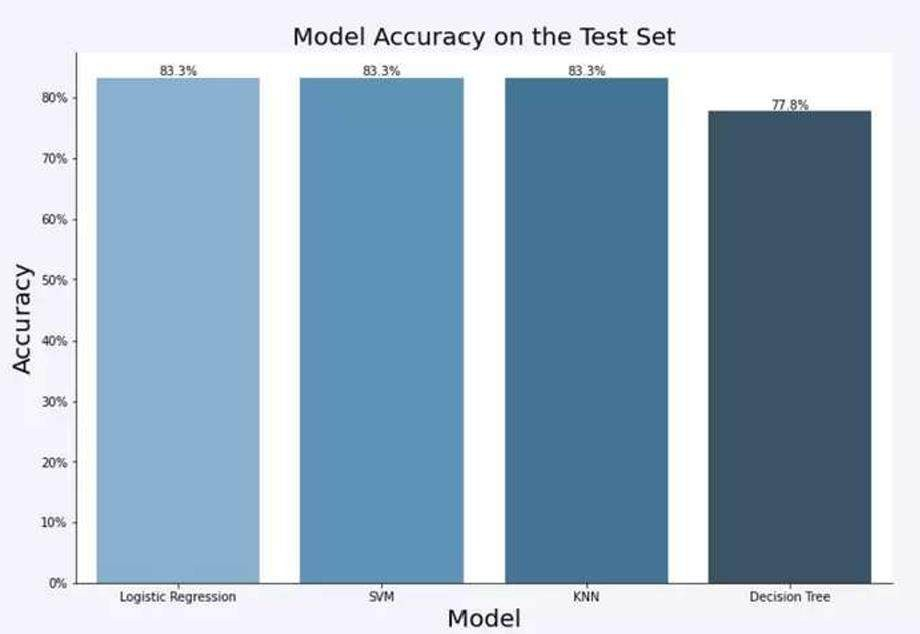 Model Accuracy on the Test Set
83.3%
83.3%
83.3%
77.8%
80%
70%
60%
50%
40%
30%
20%
10%
0%
Accuracy
Logistic Regression
SVM
KNN
Decision Tree
Model